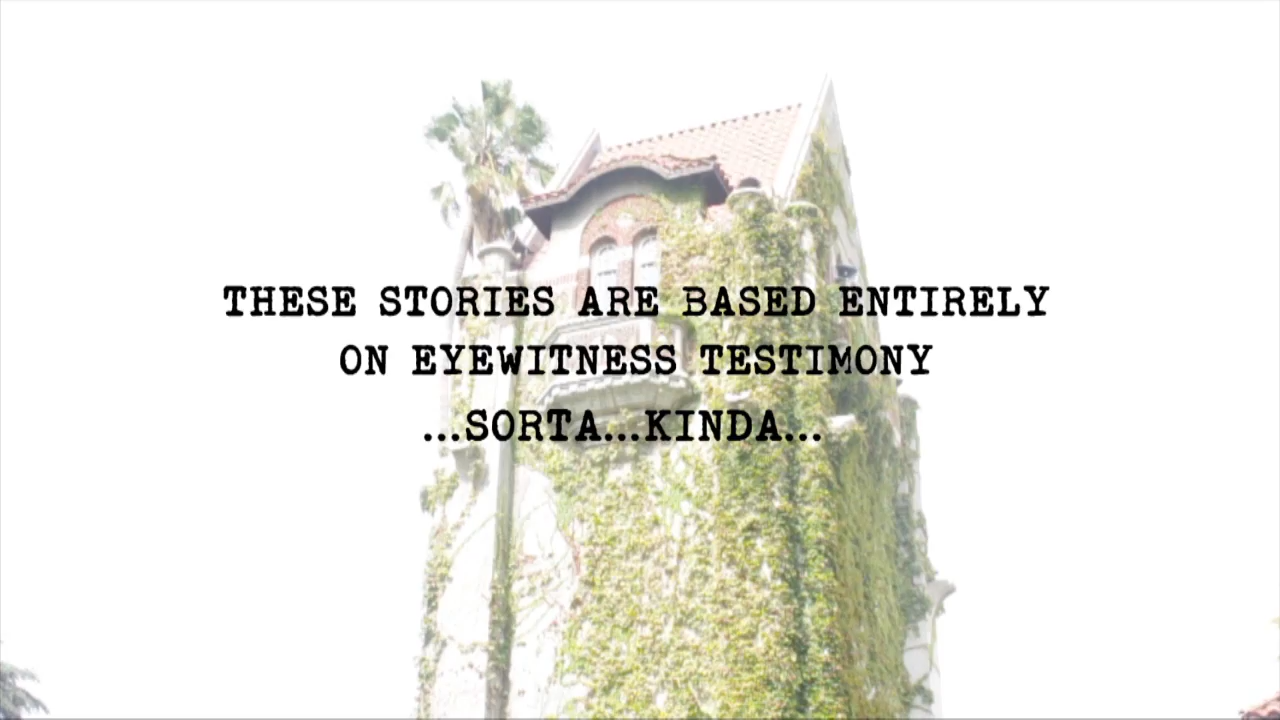 THESE STORIES ARE BASED ENTIRELY
ON EYEWITNESS TESTIMONY
...SORTA...KINDA...